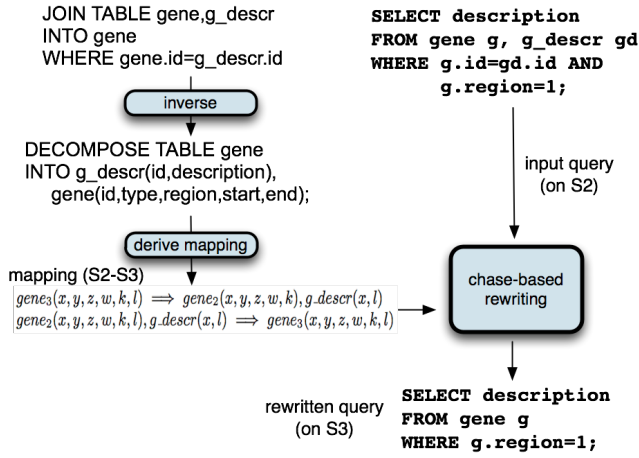 JOIN TABLE gene,g_descr
INTO gene
WHERE gene.id=g_descr.id
inverse
DECOMPOSE TABLE gene
INTO g_descr(id,description),
gene(id,type,region,start,end);
derive mapping
mapping (S2-S3)
gene₃(x,y,z,w,k,l) ⟹ gene₂(x,y,z,w,k),g_descr(x,l)
gene₂(x,y,z,w,k,l),g_descr(x,l) ⟹ gene₃(x,y,z,w,k,l)
SELECT description
FROM gene g, g_descr gd
WHERE g.id=gd.id AND
g.region=1;
input query
(on S2)
chase-based
rewriting
rewritten query
(on S3)
SELECT description
FROM gene g
WHERE g.region=1;